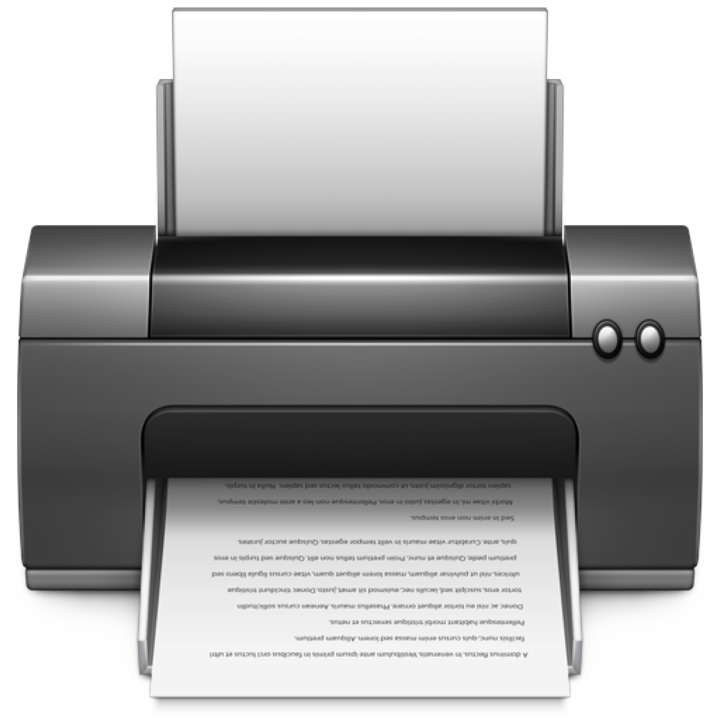 A dominus flectus in, venenatis. Vestibulum ante ipsum primis in faucibus orci luctus et ultri
facilisis nunc, quis cursus enim massa sed lorem. Aliquam pretium.
Pellentesque habitant morbi tristique senectus et netus.
Donec ac nisi eu tortor aliquet ornare. Phasellus mauris. Aenean cursus sollicitudin
tortor eros, suscipit sed, iaculis nec, euismod sit amet, justo. Donec tincidunt tristique
ultrices, nisl ut pulvinar aliquam, massa lorem aliquet quam, vitae cursus ligula libero sed
pretium pede. Quisque et nunc. Proin pretium tellus non elit. Quisque sed turpis in eros
quis, ante. Curabitur vitae mauris in velit tempor egestas. Quisque auctor
Sed in enim non eros tempus.
Morbi vitae mi, in egestas justo in eros. Pellentesque non leo a ante molestie tempus.
sapien tortor dignissim justo, ut commodo tellus lectus sed sapien. Nulla in turpis.